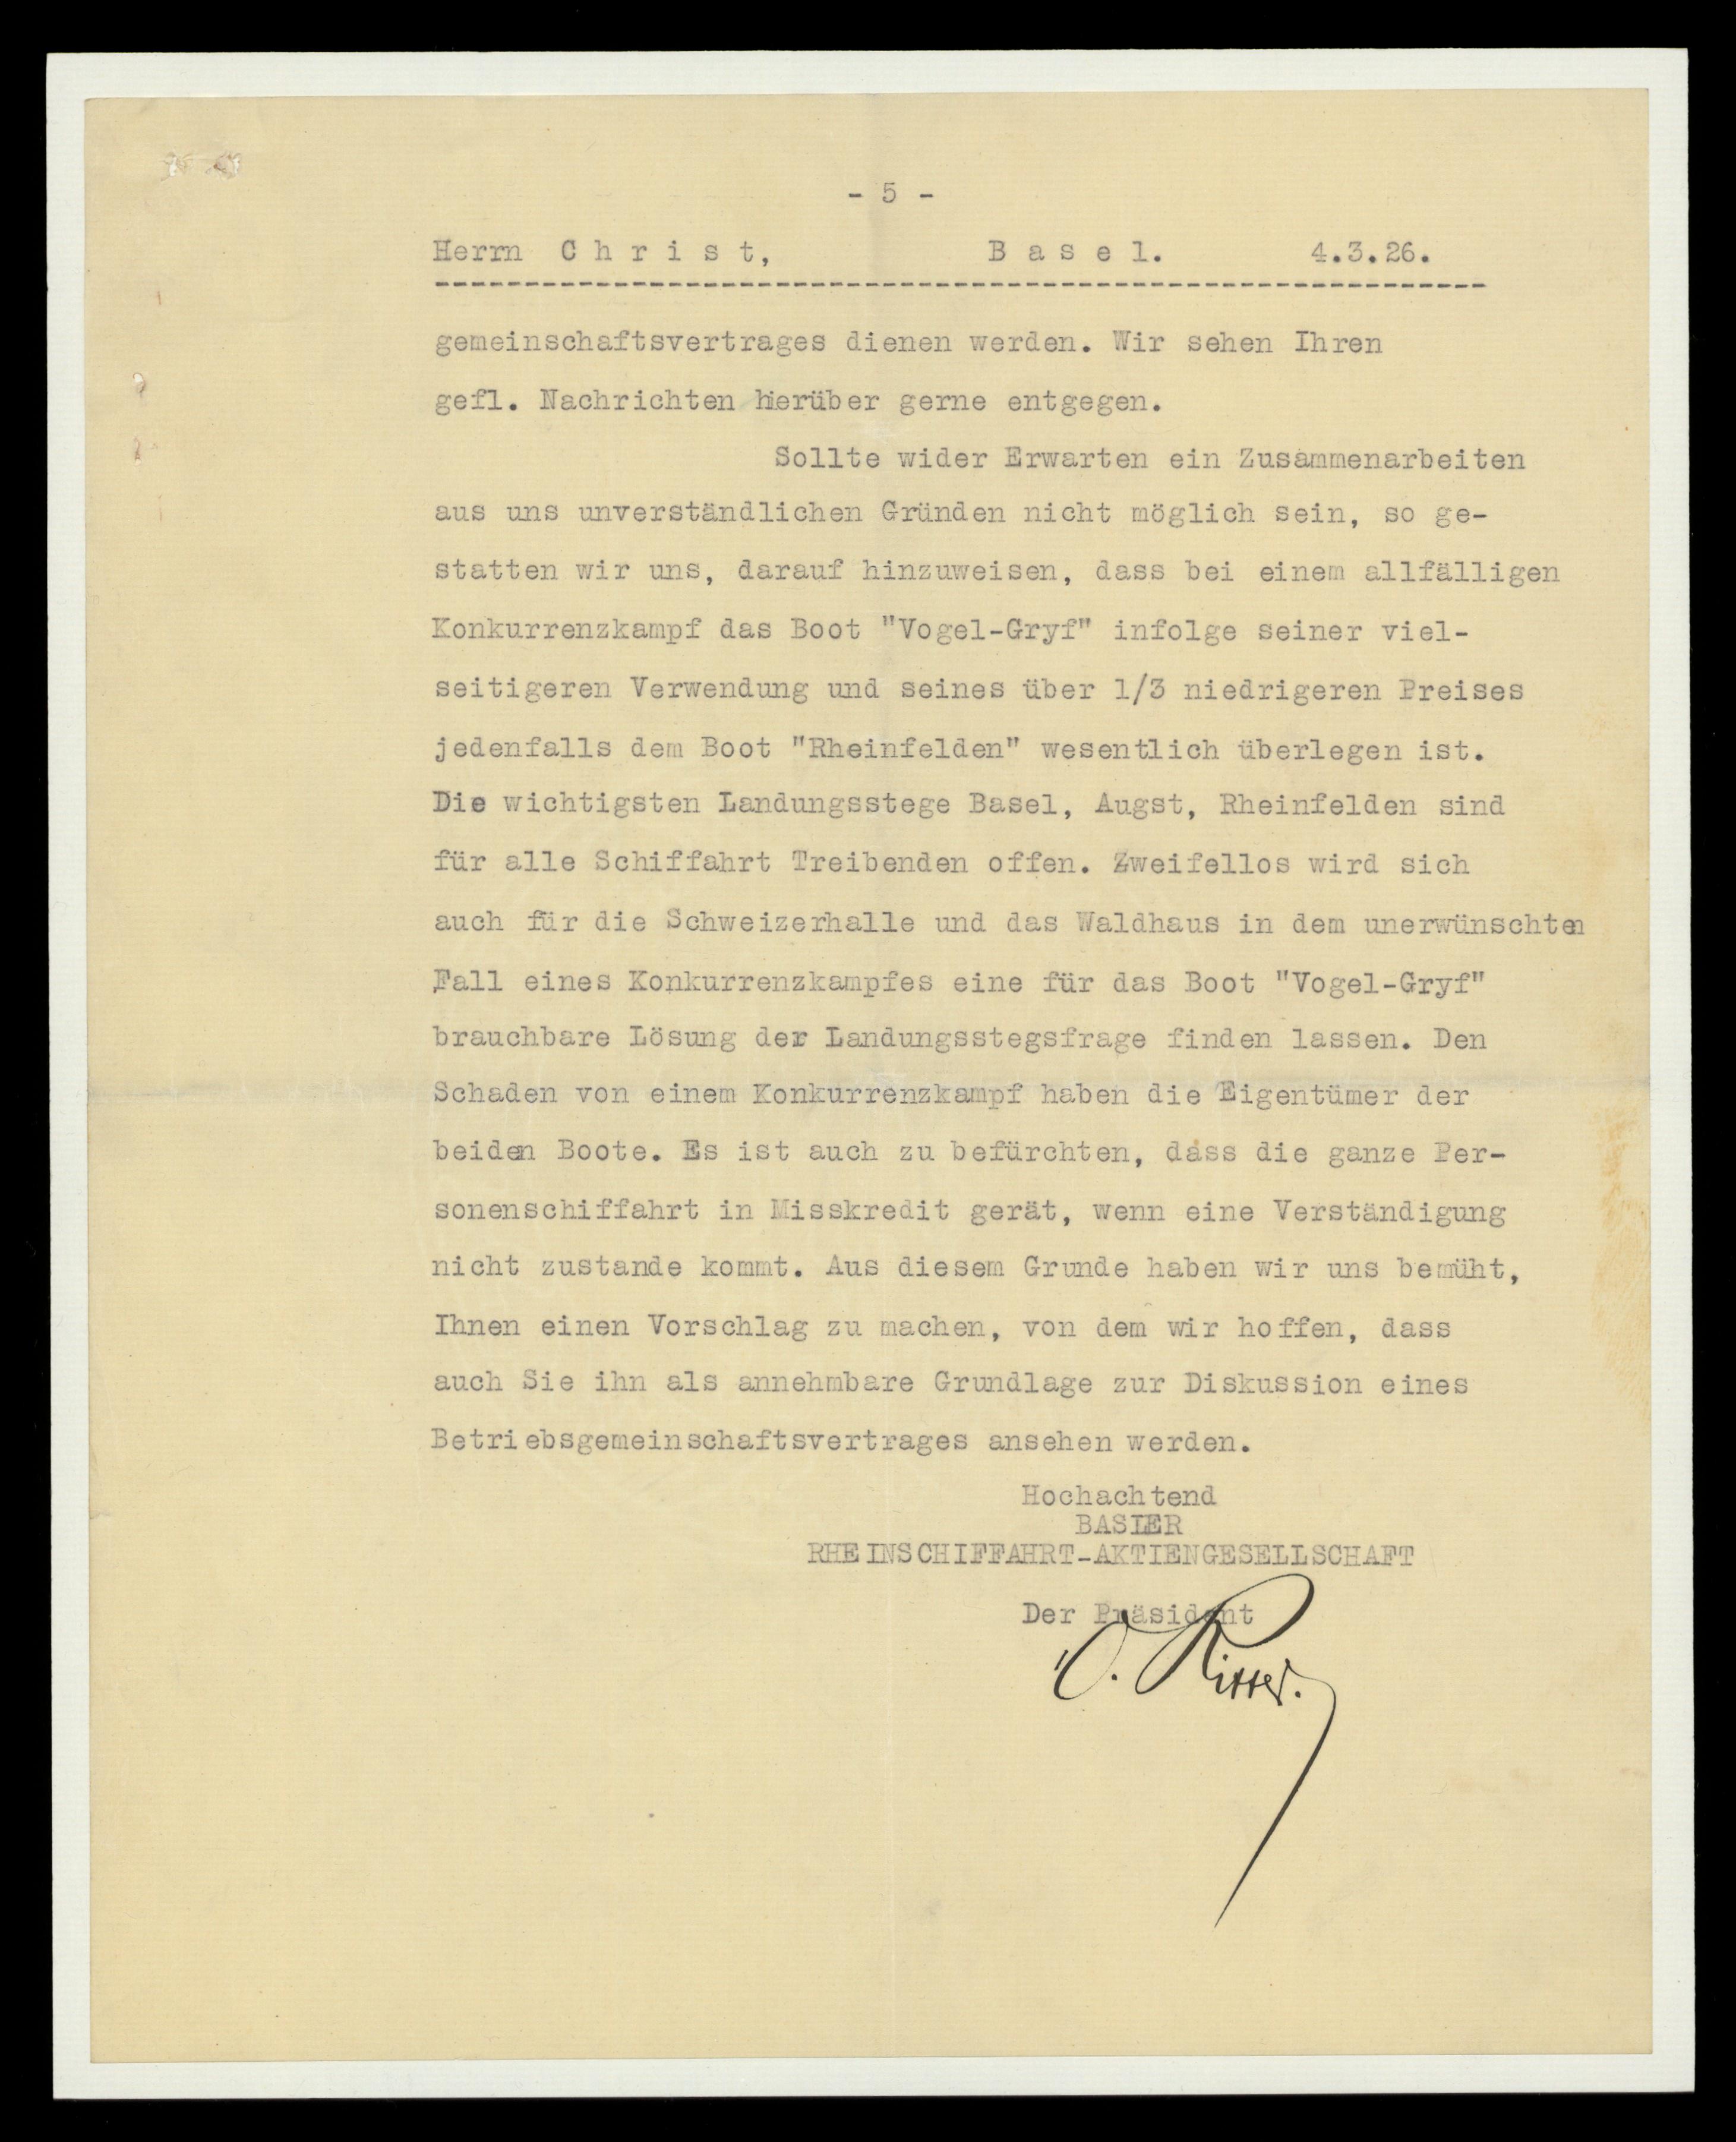 - 5 -
Herrn C h r i s t, B a s e l. 4.3.26.
gemeinschaftsvertrages dienen werden. Wir sehen Ihren
gefl. Nachrichten hierüber gerne entgegen.
Sollte wider Erwarten ein Zusammenarbeiten
aus uns unverständlichen Gründen nicht möglich sein, so ge-
statten wir uns, darauf hinzuweisen, dass bei einem allfälligen
Konkurrenzkampf das Boot "Vogel-Gryf" infolge seiner viel-
seitigeren Verwendung und seines über 1/3 niedrigeren Preises
jedenfalls dem Boot "Rheinfelden" wesentlich überlegen ist.
Die wichtigsten Landungsstege Basel, Augst, Rheinfelden sind
für alle Schiffahrt Treibenden offen. Zweifellos wird sich
auch für die Schweizerhalle und das Waldhaus in dem unerwünschten
Fall eines Konkurrenzkampfes eine für das Boot "Vogel-Gryf"
brauchbare Lösung der Landungsstegsfrage finden lassen. Den
Schaden von einem Konkurrenzkampf haben die Eigentümer der
beiden Boote. Es ist auch zu befürchten, dass die ganze Per-
sonenschiffahrt in Misskredit gerät, wenn eine Verständigung
nicht zustande kommt. Aus diesem Grunde haben wir uns bemüht,
Ihnen einen Vorschlag zu machen, von dem wir hoffen, dass
auch Sie ihn als annehmbare Grundlage zur Diskussion eines
Betriebsgemeinschaftsvertrages ansehen werden.
Hochachtend
BASLER
RHEINSCHIFFAHRT-AKTIENGESELLSCHAFT
Der Präsident
O. Ritter.